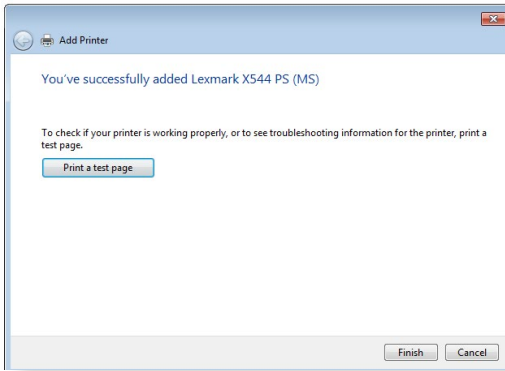 Add Printer
You've successfully added Lexmark X544 PS (MS)
To check if your printer is working properly, or to see troubleshooting information for the printer, print a
test page.
Print a test page
Finish
Cancel